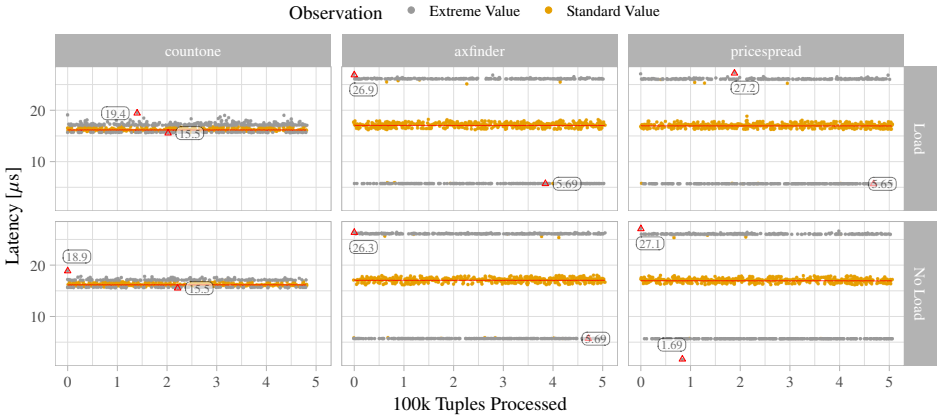 Observation Extreme Value Standard Value
countone axfinder pricespread
Latency [µs]
20
10
19.4
15.5
26.9
5.69
27.2
5.65
Load
20
10
18.9
15.5
26.3
5.69
27.1
1.69
No Load
0 1 2 3 4 5 0 1 2 3 4 5 0 1 2 3 4 5
100k Tuples Processed